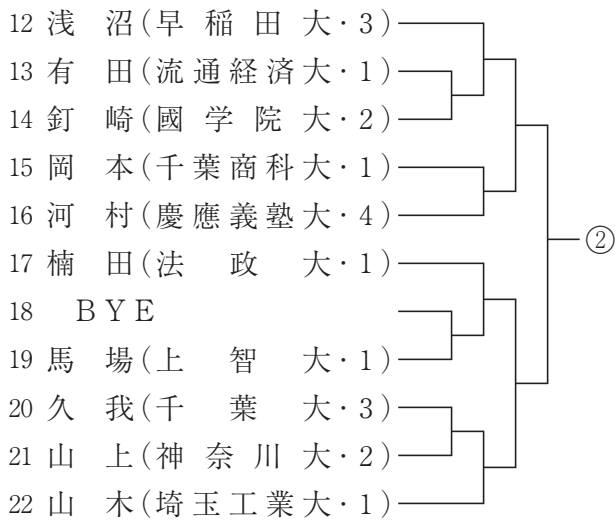 12 浅沼(早稲田大・3)
13 有田(流通経済大・1)
14 釘崎(國学院大・2)
15 岡本(千葉商科大・1)
16 河村(慶應義塾大・4)
17 楠田(法政大・1)
18 BYE
19 馬場(上智大・1)
20 久我(千葉大・3)
21 山上(神奈川大・2)
22 山木(埼玉工業大・1)
②